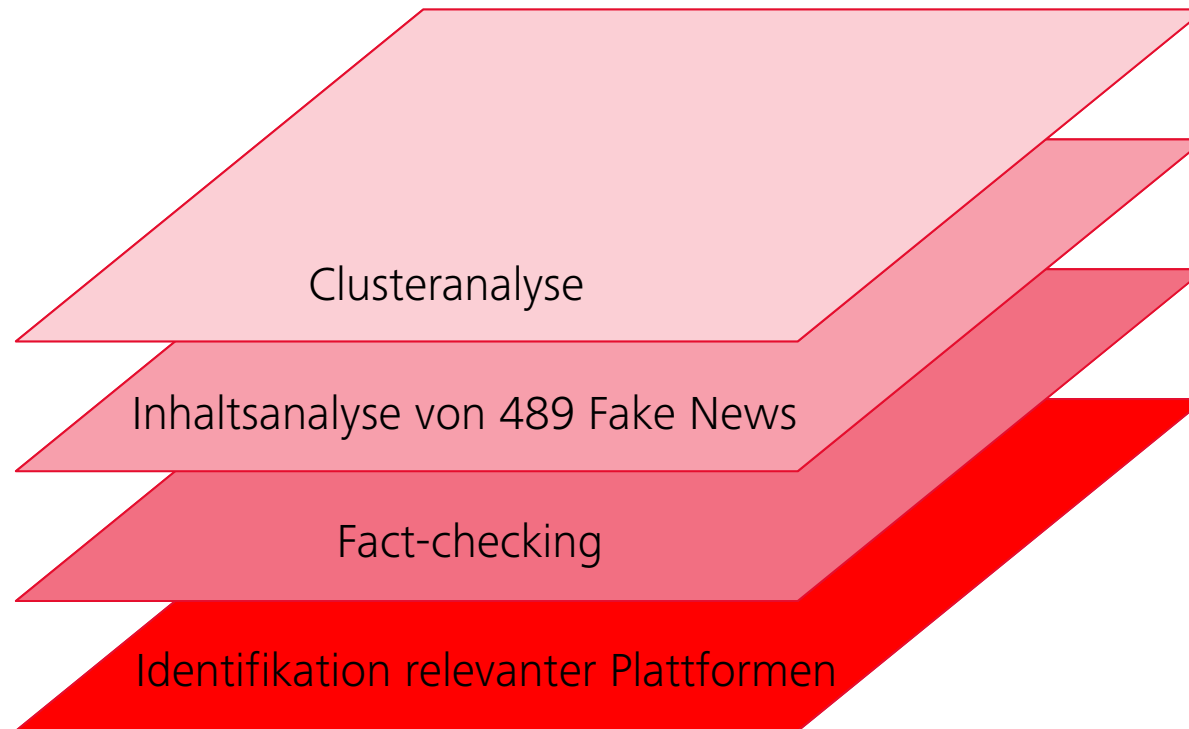 Clusteranalyse
Inhaltsanalyse von 489 Fake News
Fact-checking
Identifikation relevanter Plattformen